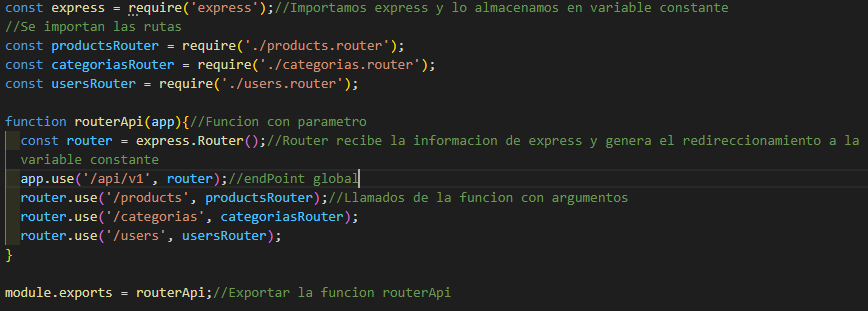 const express = require('express');//Importamos express y lo almacenamos en variable constante
//Se importan las rutas
const productsRouter = require('./products.router');
const categoriasRouter = require('./categorias.router');
const usersRouter = require('./users.router');
function routerApi(app){//Funcion con parametro
const router = express.Router();//Router recibe la informacion de express y genera el redireccionamiento a la
variable constante
app.use('/api/v1', router);//endPoint global
router.use('/products', productsRouter);//Llamados de la funcion con argumentos
router.use('/categorias', categoriasRouter);
router.use('/users', usersRouter);
}
module.exports = routerApi;//Exportar la funcion routerApi